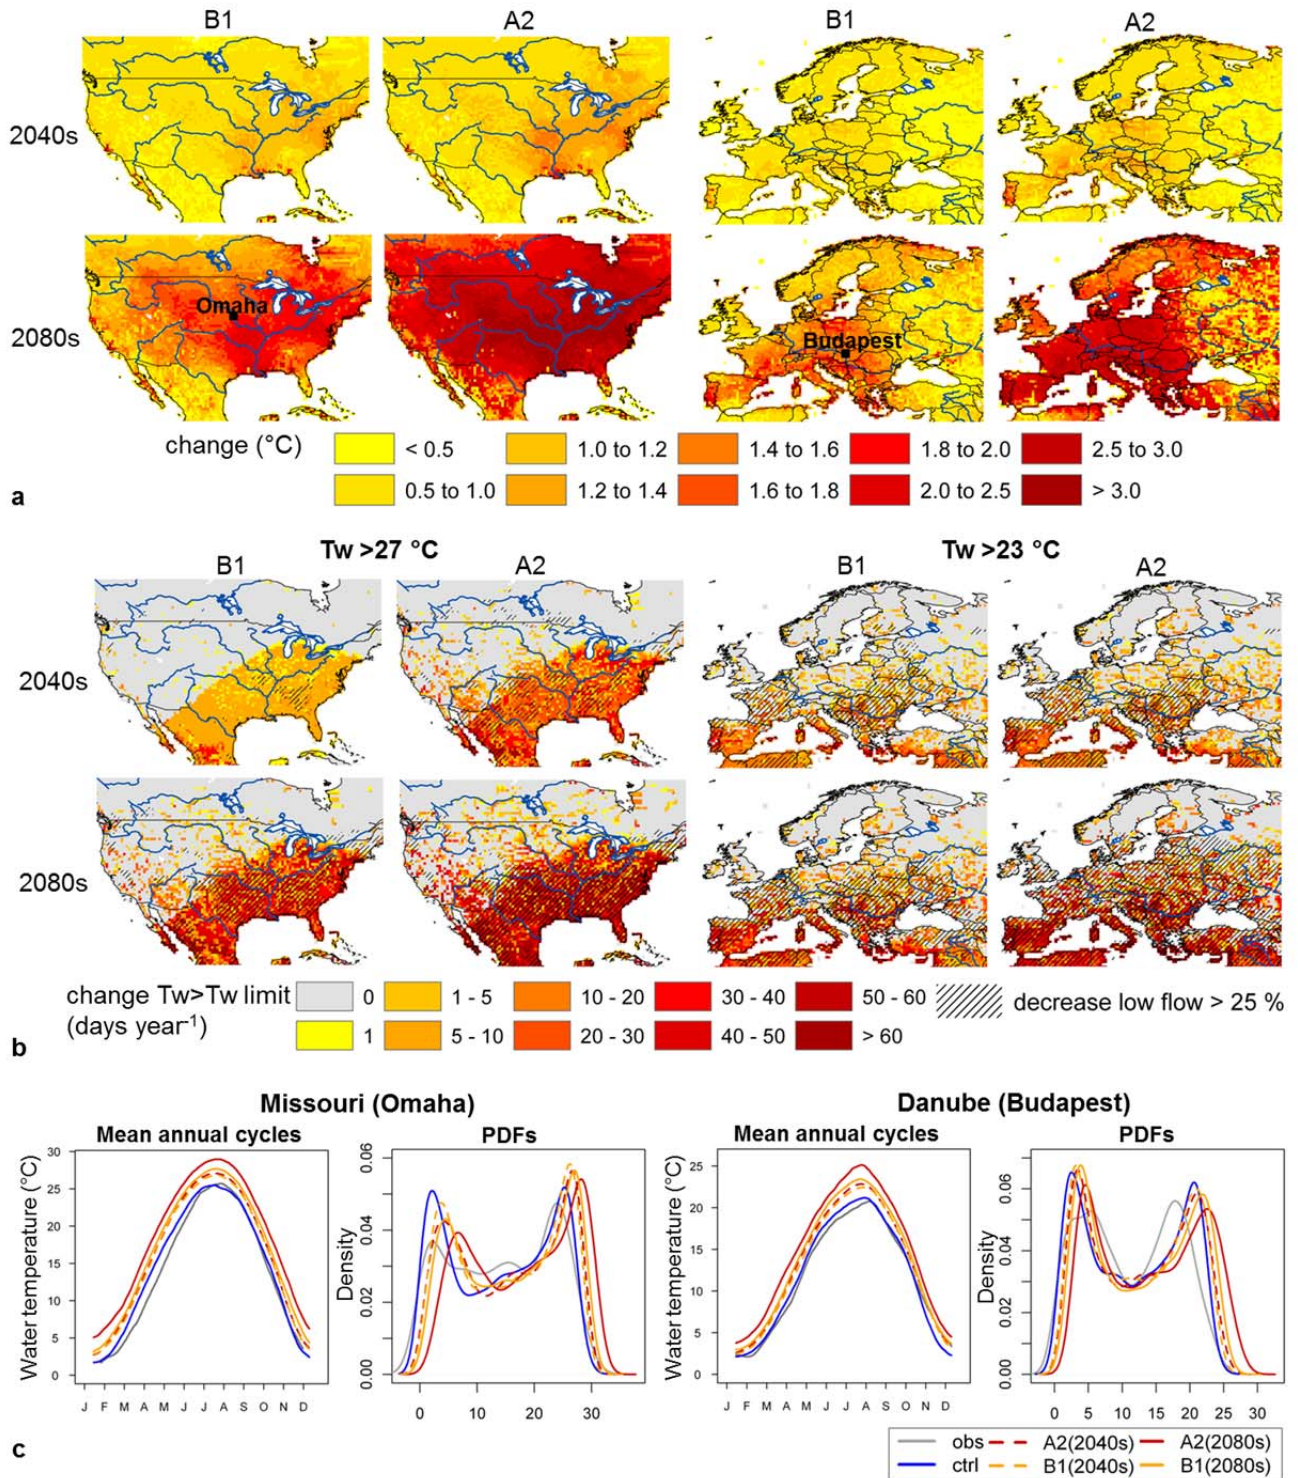 a
B1 A2 B1 A2
2040s
2080s
Omaha
Budapest
change (°C)
< 0.5 1.0 to 1.2 1.4 to 1.6 1.8 to 2.0 2.5 to 3.0
0.5 to 1.0 1.2 to 1.4 1.6 to 1.8 2.0 to 2.5 > 3.0
a
Tw >27 °C Tw >23 °C
B1 A2 B1 A2
2040s
2080s
change Tw>Tw limit
(days year-1)
0 1 - 5 10 - 20 30 - 40 50 - 60 decrease low flow > 25 %
1 5 - 10 20 - 30 40 - 50 > 60
b
Missouri (Omaha) Danube (Budapest)
Mean annual cycles PDFs Mean annual cycles PDFs
Water temperature (°C)
30
25
20
15
10
5
0
J F M A M J J A S O N D
Density
0.06
0.04
0.02
0.00
0 10 20 30
Water temperature (°C)
25
20
15
10
5
0
J F M A M J J A S O N D
Density
0.06
0.04
0.02
0.00
0 5 10 15 20 25 30
obs A2(2040s) A2(2080s)
ctrl B1(2040s) B1(2080s)
c